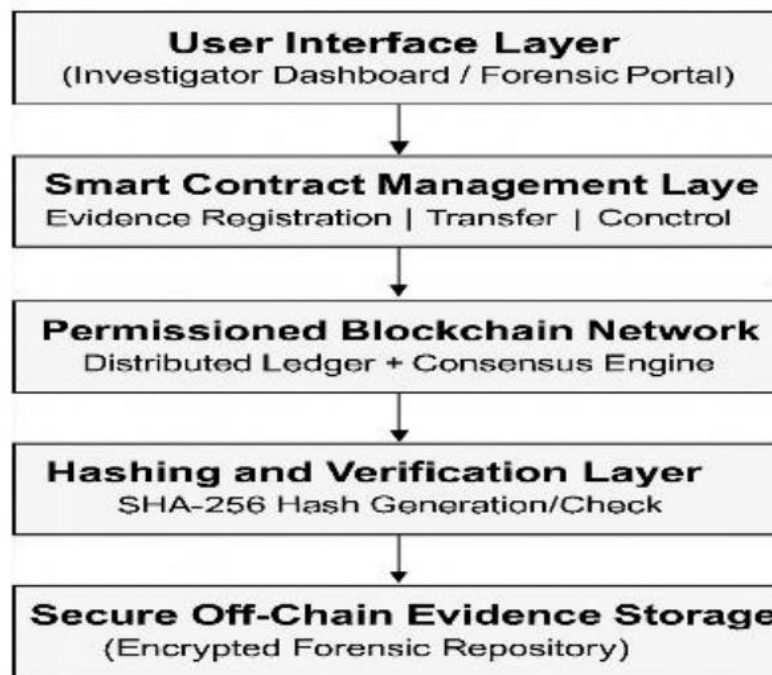 User Interface Layer
(Investigator Dashboard / Forensic Portal)
Smart Contract Management Laye
Evidence Registration | Transfer | Conctrol
Permissioned Blockchain Network
Distributed Ledger + Consensus Engine
Hashing and Verification Layer
SHA-256 Hash Generation/Check
Secure Off-Chain Evidence Storage
(Encrypted Forensic Repository)